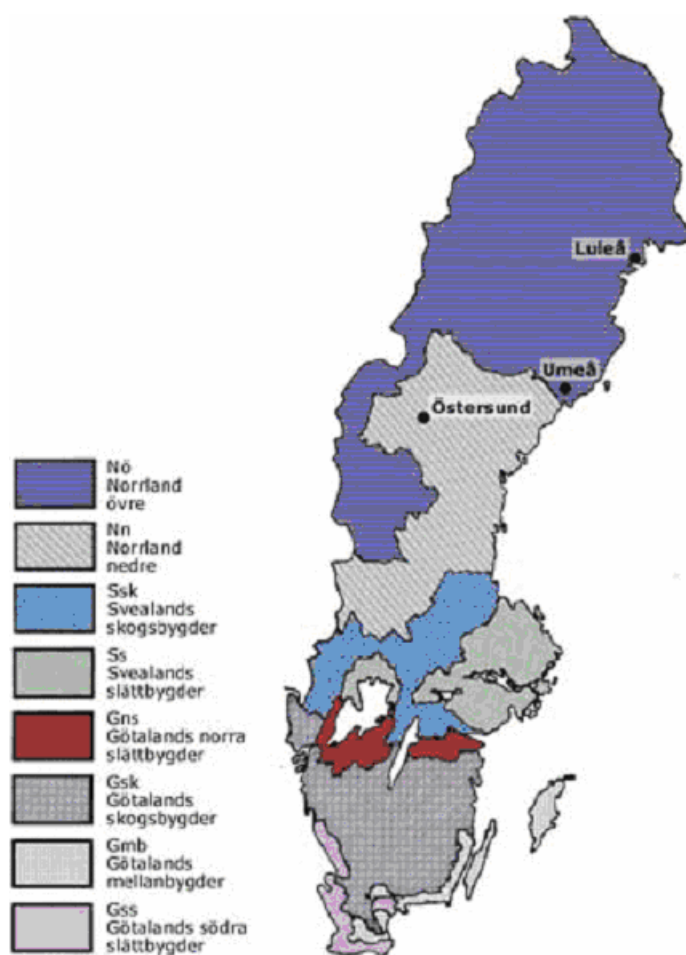 Luleå
Umeå
Östersund
Nö
Norrland
övre
Nn
Norrland
nedre
Ssk
Svealands
skogsbygder
Ss
Svealands
slättbygder
Gns
Götalands norra
slättbygder
Gsk
Götalands
skogsbygder
Gmb
Götalands
mellanbygder
Gss
Götalands södra
slättbygder